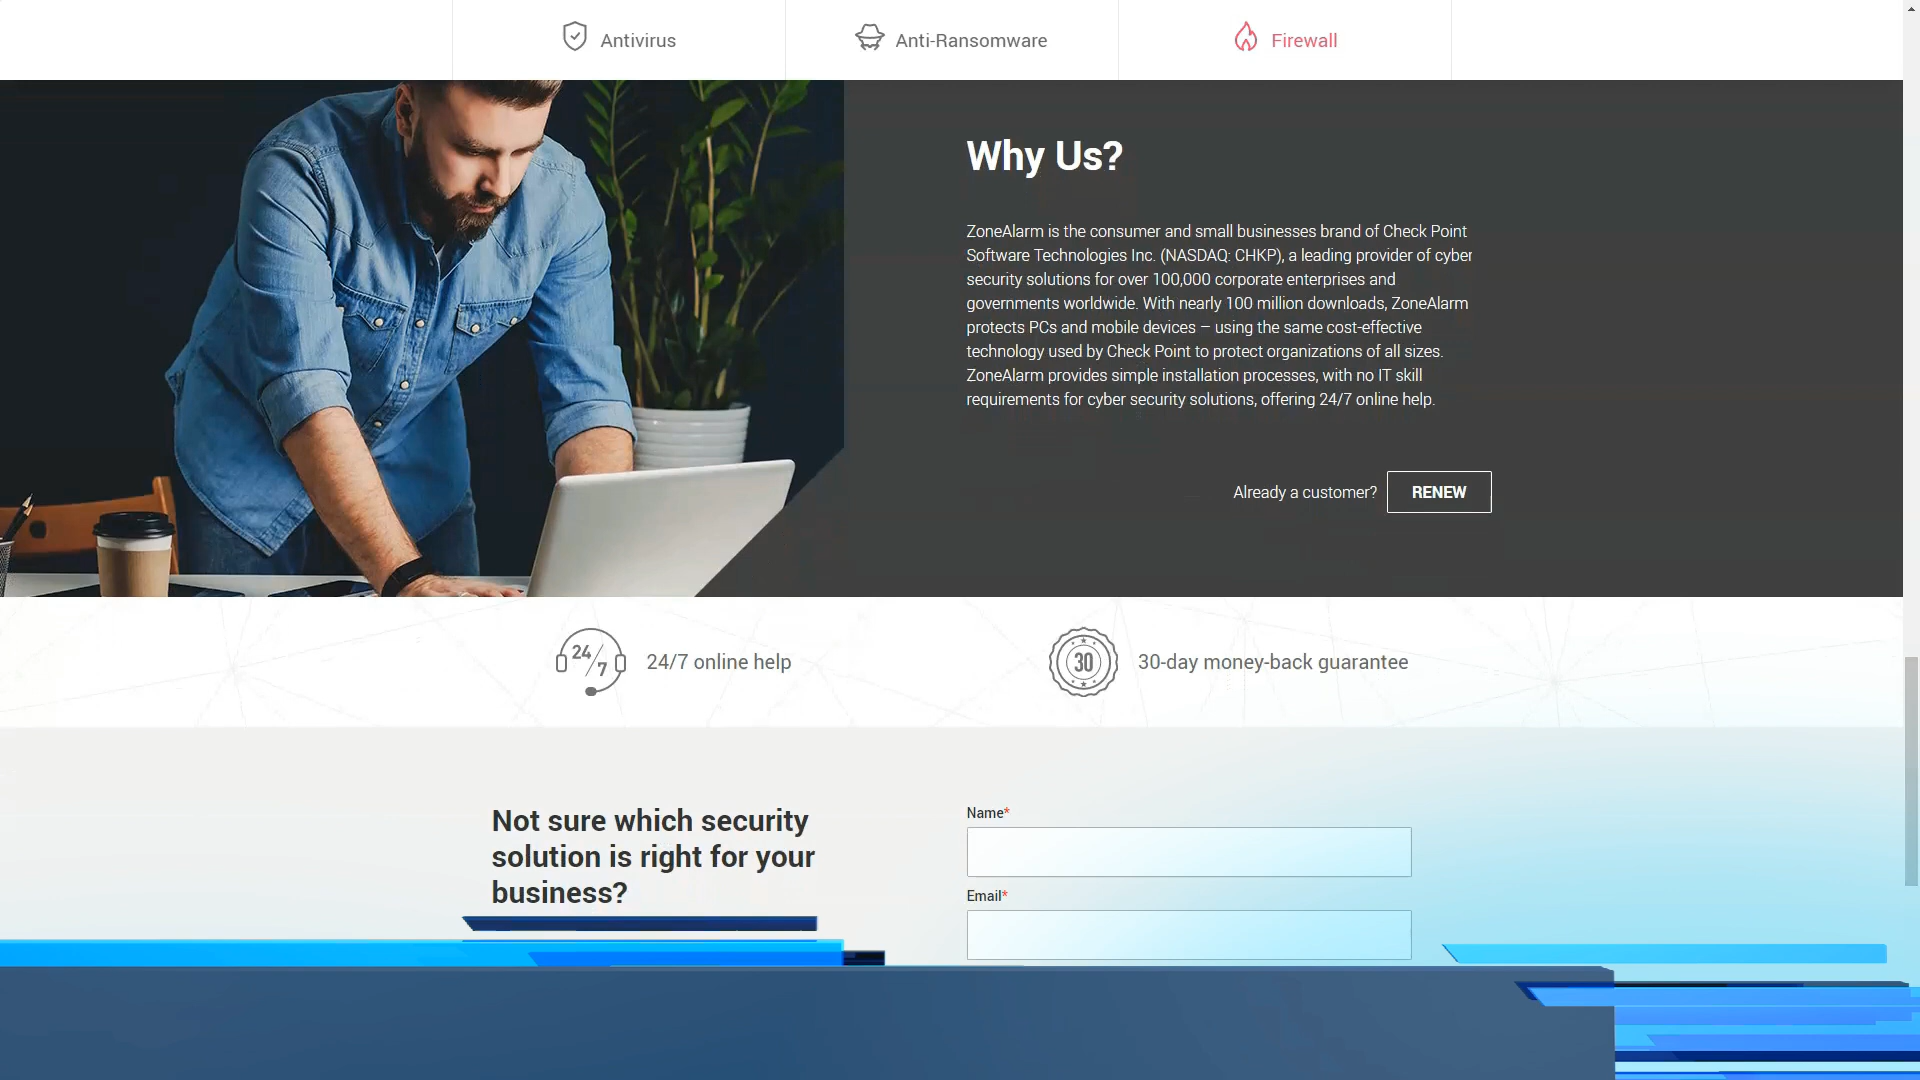 Antivirus
Anti-Ransomware
Firewall
Why Us?
ZoneAlarm is the consumer and small businesses brand of Check Point
Software Technologies Inc. (NASDAQ: CHKP), a leading provider of cyber
security solutions for over 100,000 corporate enterprises and
governments worldwide. With nearly 100 million downloads, ZoneAlarm
protects PCs and mobile devices – using the same cost-effective
technology used by Check Point to protect organizations of all sizes.
ZoneAlarm provides simple installation processes, with no IT skill
requirements for cyber security solutions, offering 24/7 online help.
Already a customer?
RENEW
24/7
24/7 online help
30
30-day money-back guarantee
Not sure which security
solution is right for your
business?
Name*
Email*